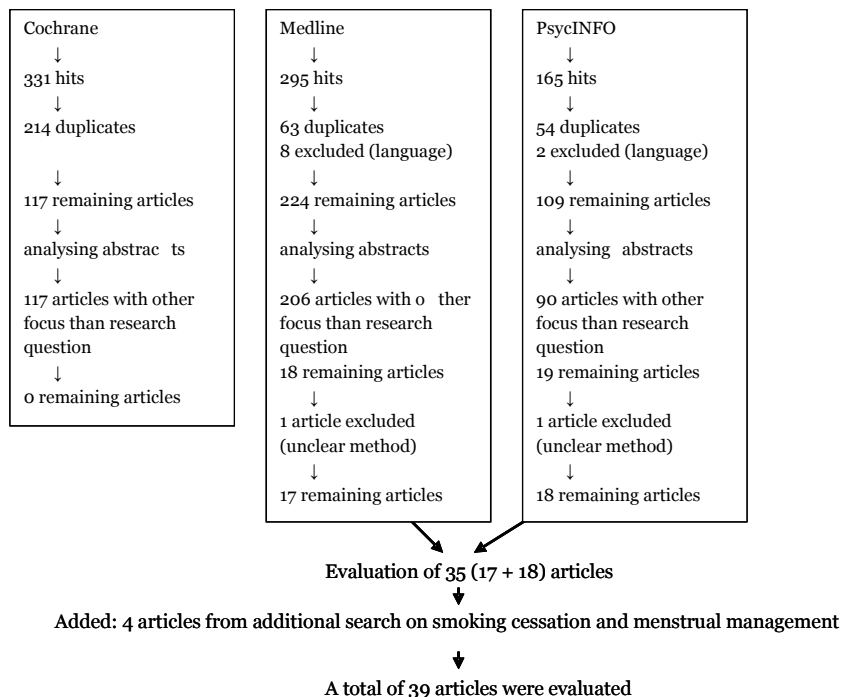 Cochrane
↓
331 hits
↓
214 duplicates
↓
117 remaining articles
↓
analysing abstrac ts
↓
117 articles with other
focus than research
question
↓
0 remaining articles
Medline
↓
295 hits
↓
63 duplicates
8 excluded (language)
↓
224 remaining articles
↓
analysing abstracts
↓
206 articles with o ther
focus than research
question
18 remaining articles
↓
1 article excluded
(unclear method)
↓
17 remaining articles
PsycINFO
↓
165 hits
↓
54 duplicates
2 excluded (language)
↓
109 remaining articles
↓
analysing abstracts
↓
90 articles with other
focus than research
question
19 remaining articles
↓
1 article excluded
(unclear method)
↓
18 remaining articles
Evaluation of 35 (17 + 18) articles
Added: 4 articles from additional search on smoking cessation and menstrual management
A total of 39 articles were evaluated